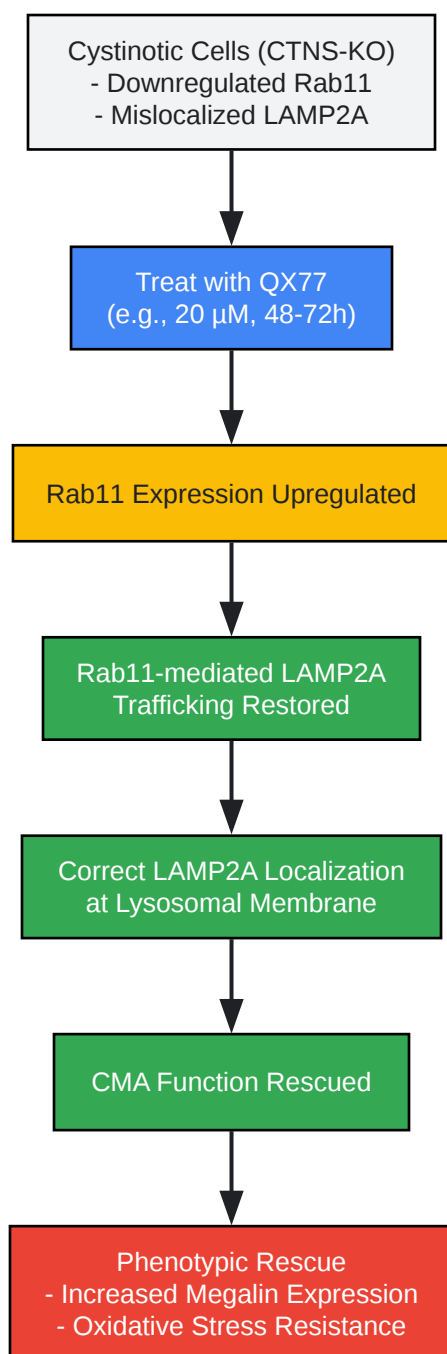 Cystinotic Cells (CTNS-KO)
- Downregulated Rab11
- Mislocalized LAMP2A
Treat with QX77
(e.g., 20 µM, 48-72h)
Rab11 Expression Upregulated
Rab11-mediated LAMP2A
Trafficking Restored
Correct LAMP2A Localization
at Lysosomal Membrane
CMA Function Rescued
Phenotypic Rescue
- Increased Megalin Expression
- Oxidative Stress Resistance